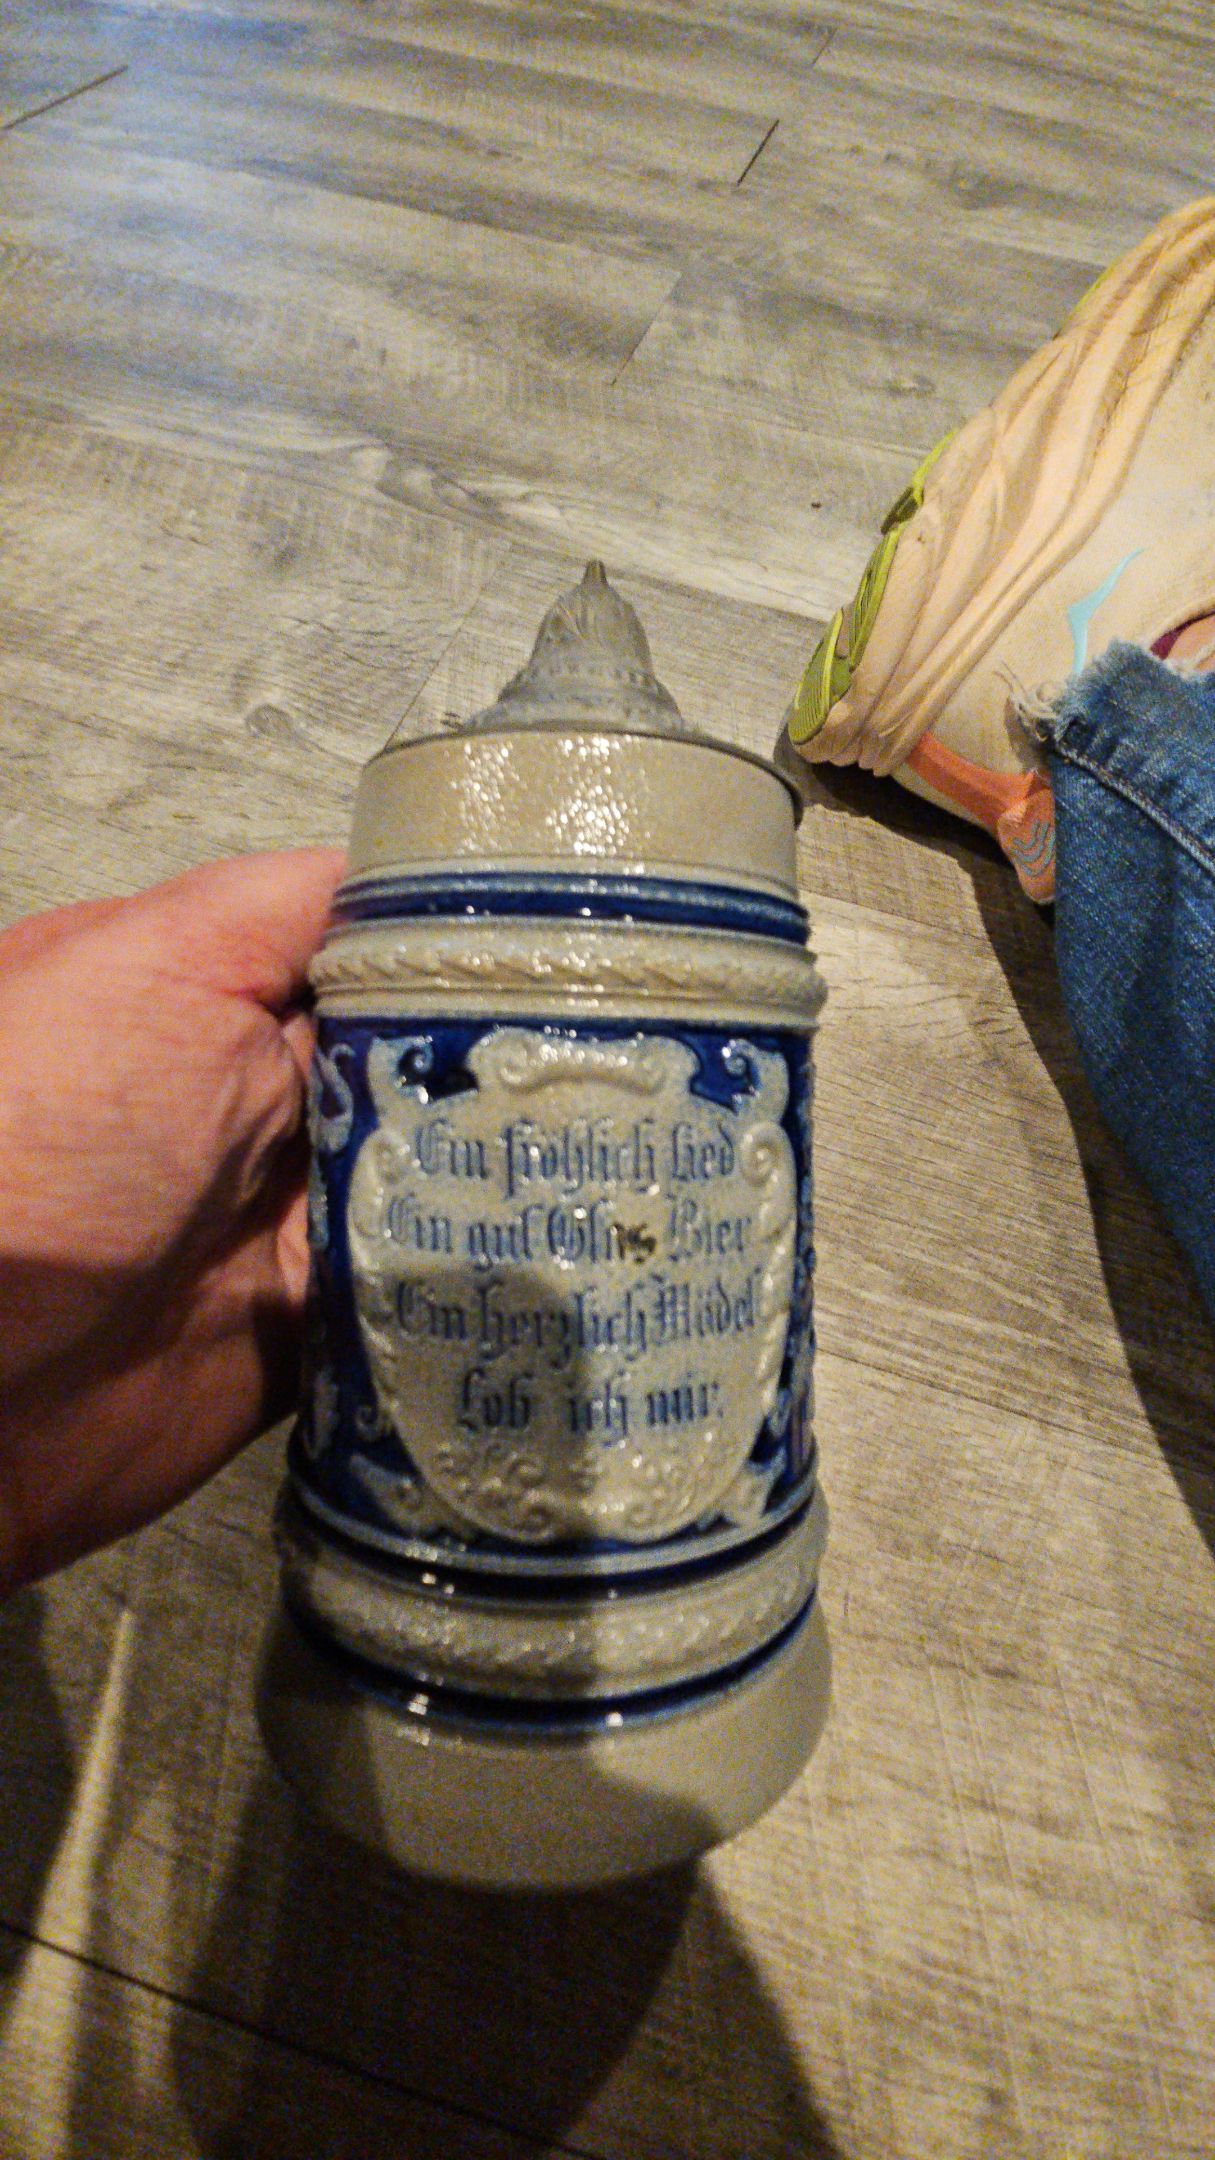 Ein fröhlich Lied
Ein gut Glas Bier
Ein herzlich Mädel
Lob ich mir.